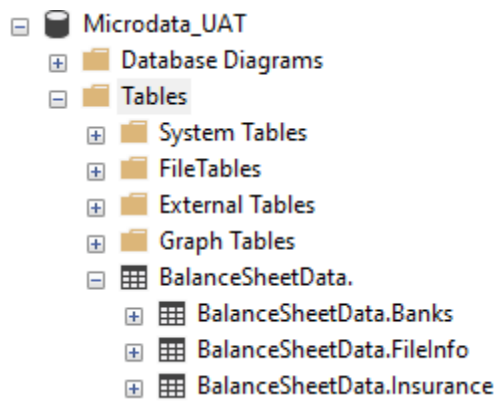 Microdata_UAT
Database Diagrams
Tables
System Tables
FileTables
External Tables
Graph Tables
BalanceSheetData.
BalanceSheetData.Banks
BalanceSheetData.FileInfo
BalanceSheetData.Insurance